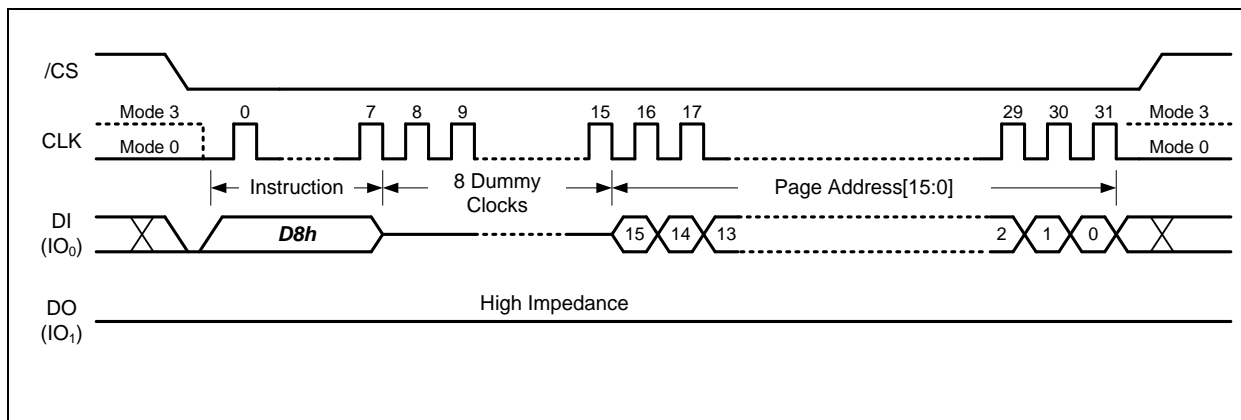 /CS
Mode 3 0 7 8 9 15 16 17 29 30 31 Mode 3
CLK
Mode 0 Mode 0
Instruction 8 Dummy Page Address[15:0]
Clocks
DI
(IO0) D8h 15 14 13 2 1 0
High Impedance
DO
(IO1)